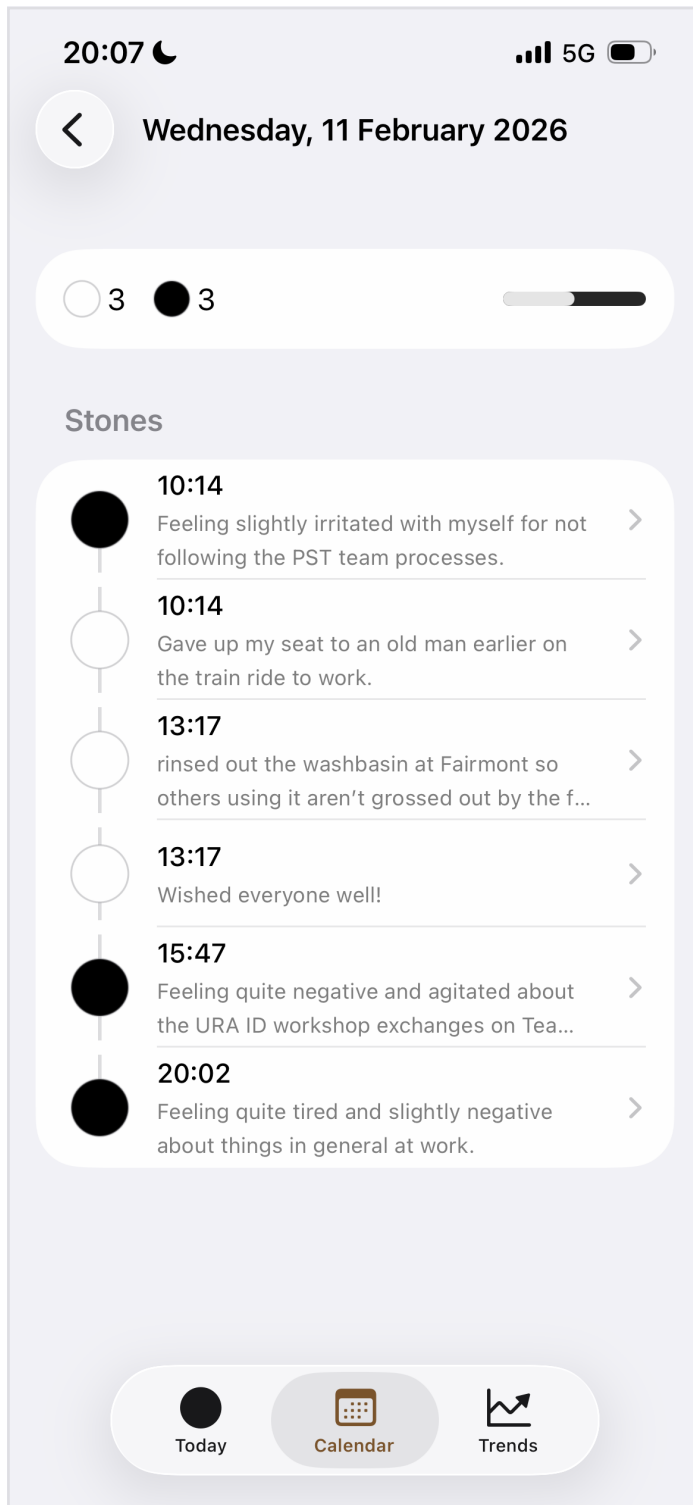 20:07 5G
Wednesday, 11 February 2026
3 3
Stones
10:14
Feeling slightly irritated with myself for not
following the PST team processes.
10:14
Gave up my seat to an old man earlier on
the train ride to work.
13:17
rinsed out the washbasin at Fairmont so
others using it aren’t grossed out by the f...
13:17
Wished everyone well!
15:47
Feeling quite negative and agitated about
the URA ID workshop exchanges on Tea...
20:02
Feeling quite tired and slightly negative
about things in general at work.
Today Calendar Trends